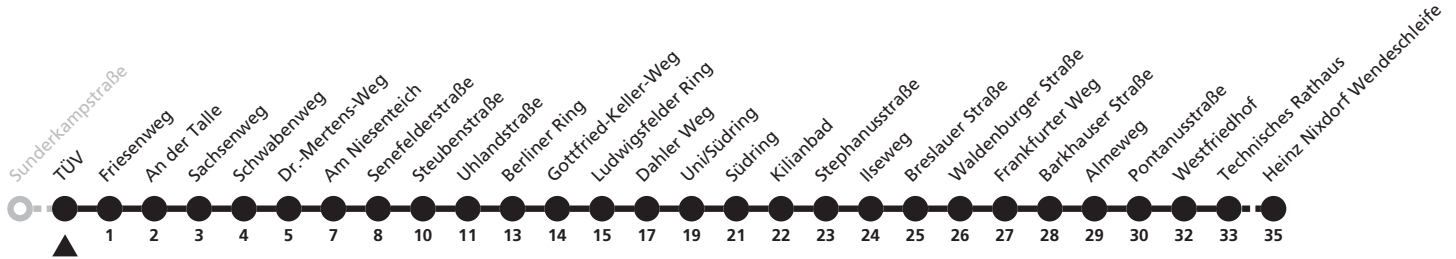 Sunderkampstraße
TÜV
Friesenweg
An der Talle
Sachsenweg
Schwabenweg
Dr.-Mertens-Weg
Am Niesenteich
Senefelderstraße
Steubenstraße
Uhlandstraße
Berliner Ring
Gottfried-Keller-Weg
Ludwigsfelder Ring
Dahler Weg
Uni/Südring
Südring
Kilianbad
Stephanusstraße
Ilseweg
Breslauer Straße
Waldenburger Straße
Frankfurter Weg
Barkhauser Straße
Almeweg
Pontanusstraße
Westfriedhof
Technisches Rathaus
Heinz Nixdorf Wendeschleife
1 2 3 4 5 7 8 10 11 13 14 15 17 19 21 22 23 24 25 26 27 28 29 30 32 33 35